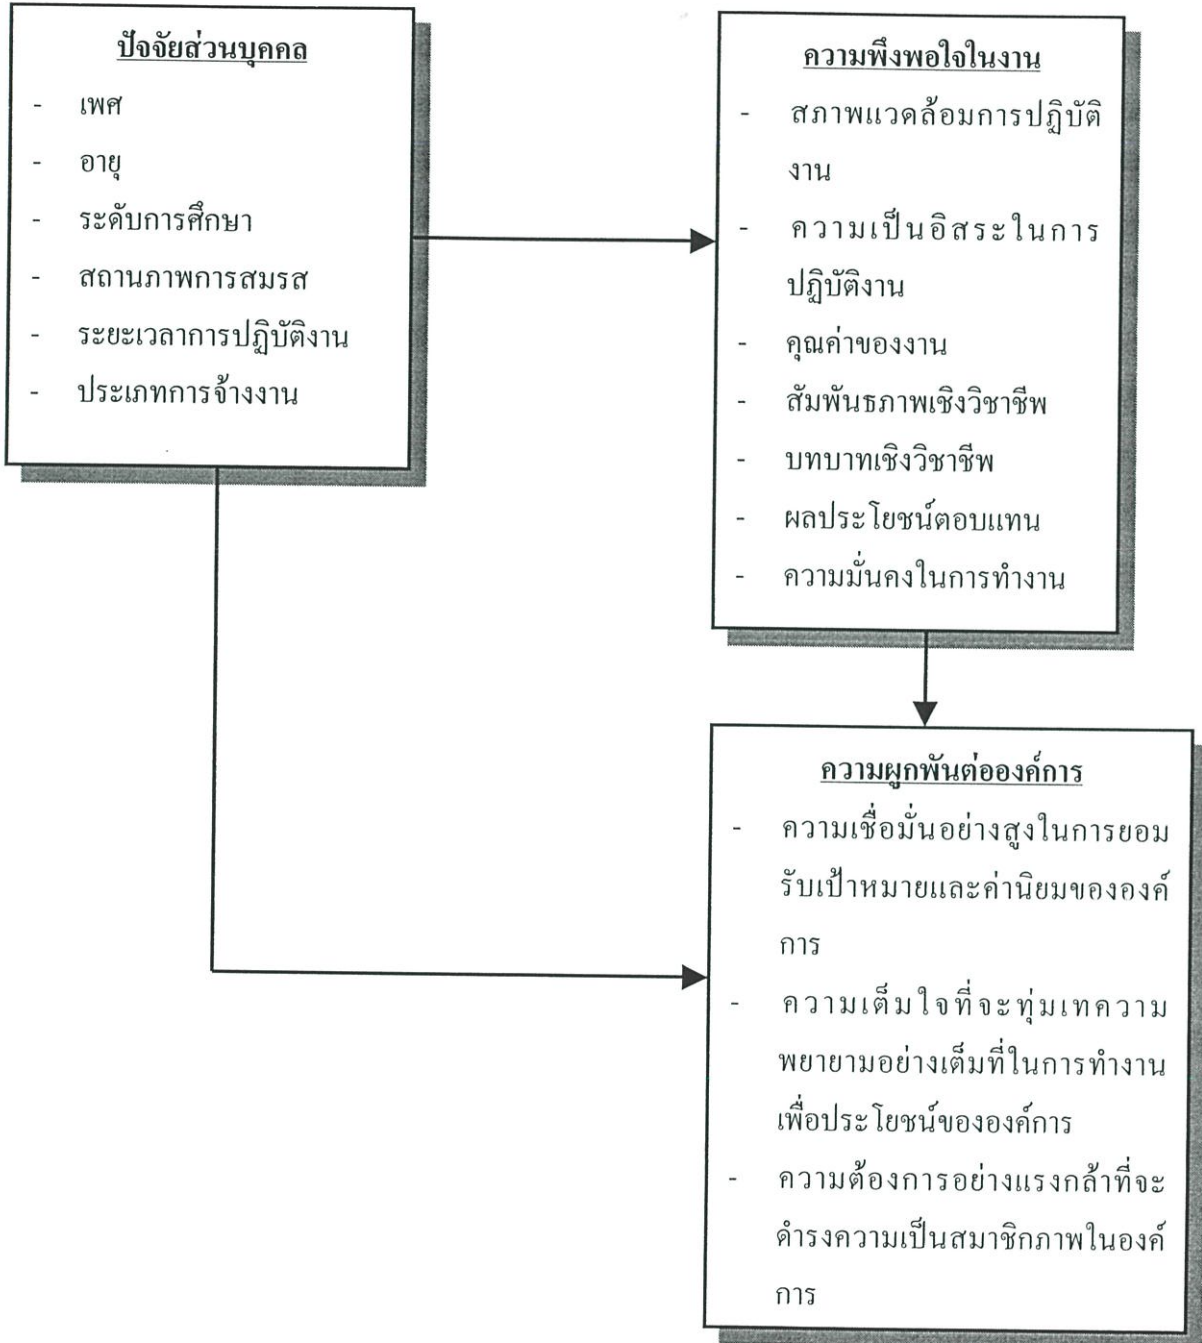 ปัจจัยส่วนบุคคล
- เพศ
- อายุ
- ระดับการศึกษา
- สถานภาพการสมรส
- ระยะเวลาการปฏิบัติงาน
- ประเภทการจ้างงาน
ความพึงพอใจในงาน
- สภาพแวดล้อมการปฏิบัติ
งาน
- ความเป็นอิสระในการ
ปฏิบัติงาน
- คุณค่าของงาน
- สัมพันธภาพเชิงวิชาชีพ
- บทบาทเชิงวิชาชีพ
- ผลประโยชน์ตอบแทน
- ความมั่นคงในการทำงาน
ความผูกพันต่อองค์การ
- ความเชื่อมั่นอย่างสูงในการยอม
รับเป้าหมายและค่านิยมขององค์
การ
- ความเต็มใจที่จะทุ่มเทความ
พยายามอย่างเต็มที่ในการทำงาน
เพื่อประโยชน์ขององค์การ
- ความต้องการอย่างแรงกล้าที่จะ
ดำรงความเป็นสมาชิกภาพในองค์
การ